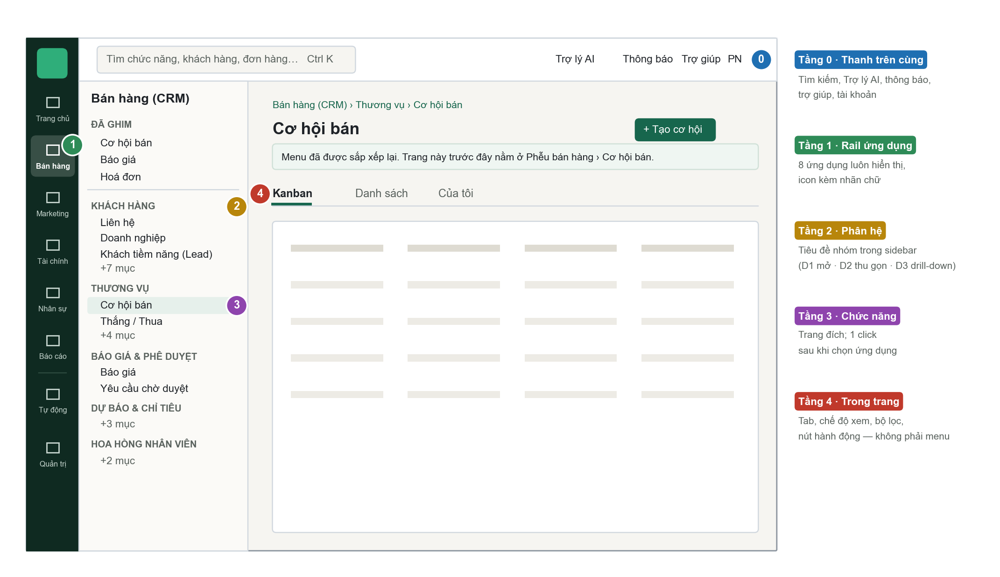 Tìm chức năng, khách hàng, đơn hàng… Ctrl K
Trợ lý AI
Thông báo
Trợ giúp
PN
0
Trang chủ
1
Bán hàng
Marketing
Tài chính
Nhân sự
Báo cáo
Tự động
Quản trị
Bán hàng (CRM)
ĐÃ GHIM
Cơ hội bán
Báo giá
Hoá đơn
KHÁCH HÀNG
2
Liên hệ
Doanh nghiệp
Khách tiềm năng (Lead)
+7 mục
THƯƠNG VỤ
Cơ hội bán
3
Thắng / Thua
+4 mục
BÁO GIÁ & PHÊ DUYỆT
Báo giá
Yêu cầu chờ duyệt
DỰ BÁO & CHỈ TIÊU
+3 mục
HOA HỒNG NHÂN VIÊN
+2 mục
Bán hàng (CRM) › Thương vụ › Cơ hội bán
Cơ hội bán
+ Tạo cơ hội
Menu đã được sắp xếp lại. Trang này trước đây nằm ở Phễu bán hàng › Cơ hội bán.
4
Kanban
Danh sách
Của tôi
Tầng 0 · Thanh trên cùng
Tìm kiếm, Trợ lý AI, thông báo,
trợ giúp, tài khoản
Tầng 1 · Rail ứng dụng
8 ứng dụng luôn hiển thị,
icon kèm nhãn chữ
Tầng 2 · Phân hệ
Tiêu đề nhóm trong sidebar
(D1 mở · D2 thu gọn · D3 drill-down)
Tầng 3 · Chức năng
Trang đích; 1 click
sau khi chọn ứng dụng
Tầng 4 · Trong trang
Tab, chế độ xem, bộ lọc,
nút hành động — không phải menu